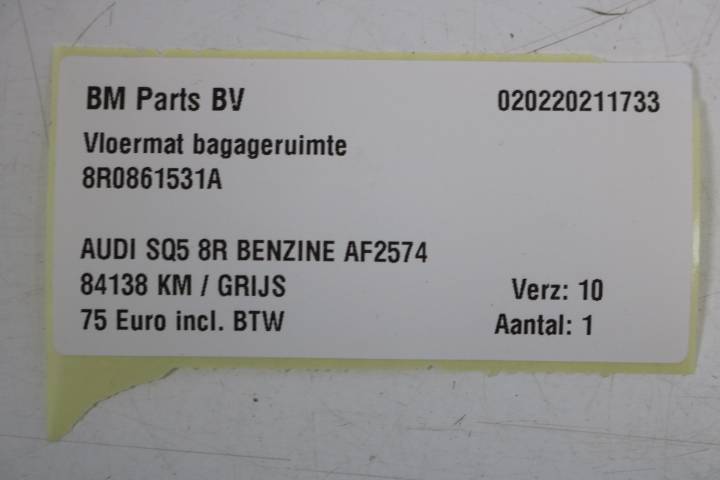 BM Parts BV 020220211733
Vloermat bagageruimte
8R0861531A
AUDI SQ5 8R BENZINE AF2574
84138 KM / GRIJS Verz: 10
75 Euro incl. BTW Aantal: 1